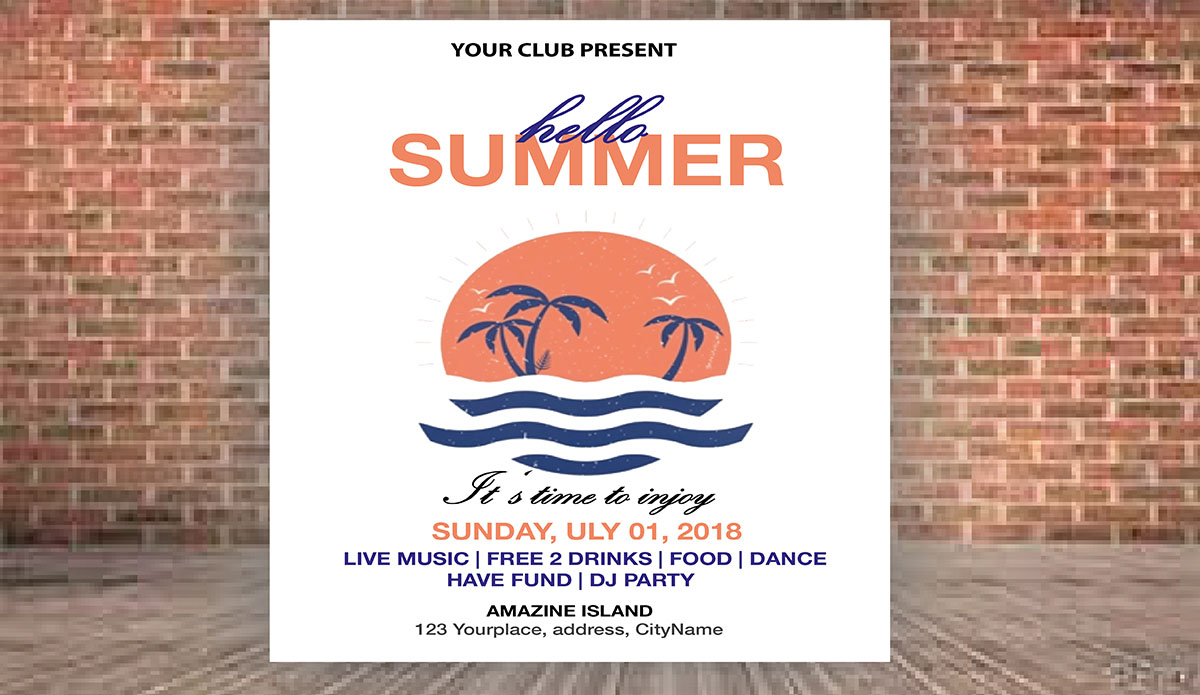 YOUR CLUB PRESENT
hello
SUMMER
It's time to injoy
SUNDAY, ULY 01, 2018
LIVE MUSIC | FREE 2 DRINKS | FOOD | DANCE
HAVE FUND | DJ PARTY
AMAZINE ISLAND
123 Yourplace, address, CityName